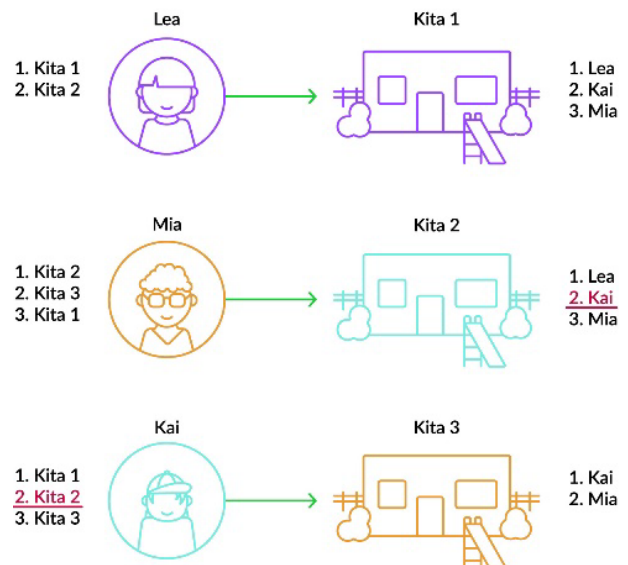 Lea
Kita 1
1. Kita 1
2. Kita 2
1. Lea
2. Kai
3. Mia
Mia
Kita 2
1. Kita 2
2. Kita 3
3. Kita 1
1. Lea
2. Kai
3. Mia
Kai
Kita 3
1. Kita 1
2. Kita 2
3. Kita 3
1. Kai
2. Mia